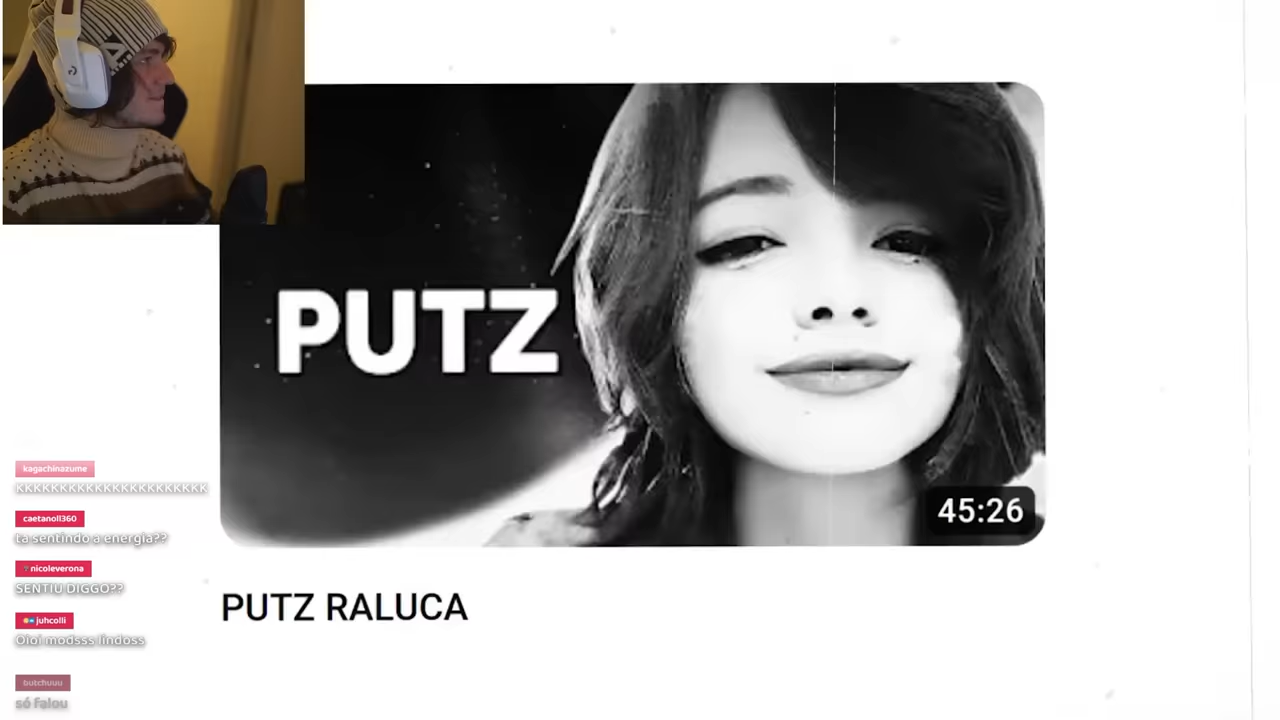 PUTZ
45:26
PUTZ RALUCA
kagachinazume
KKKKKKKKKKKKKKKKKKKKKK
caetanoll360
ta sentindo a energia??
nicoleverona
SENTIU DIGGO??
juhcolli
Oioi modsss lindoss
butchuuu
só falou